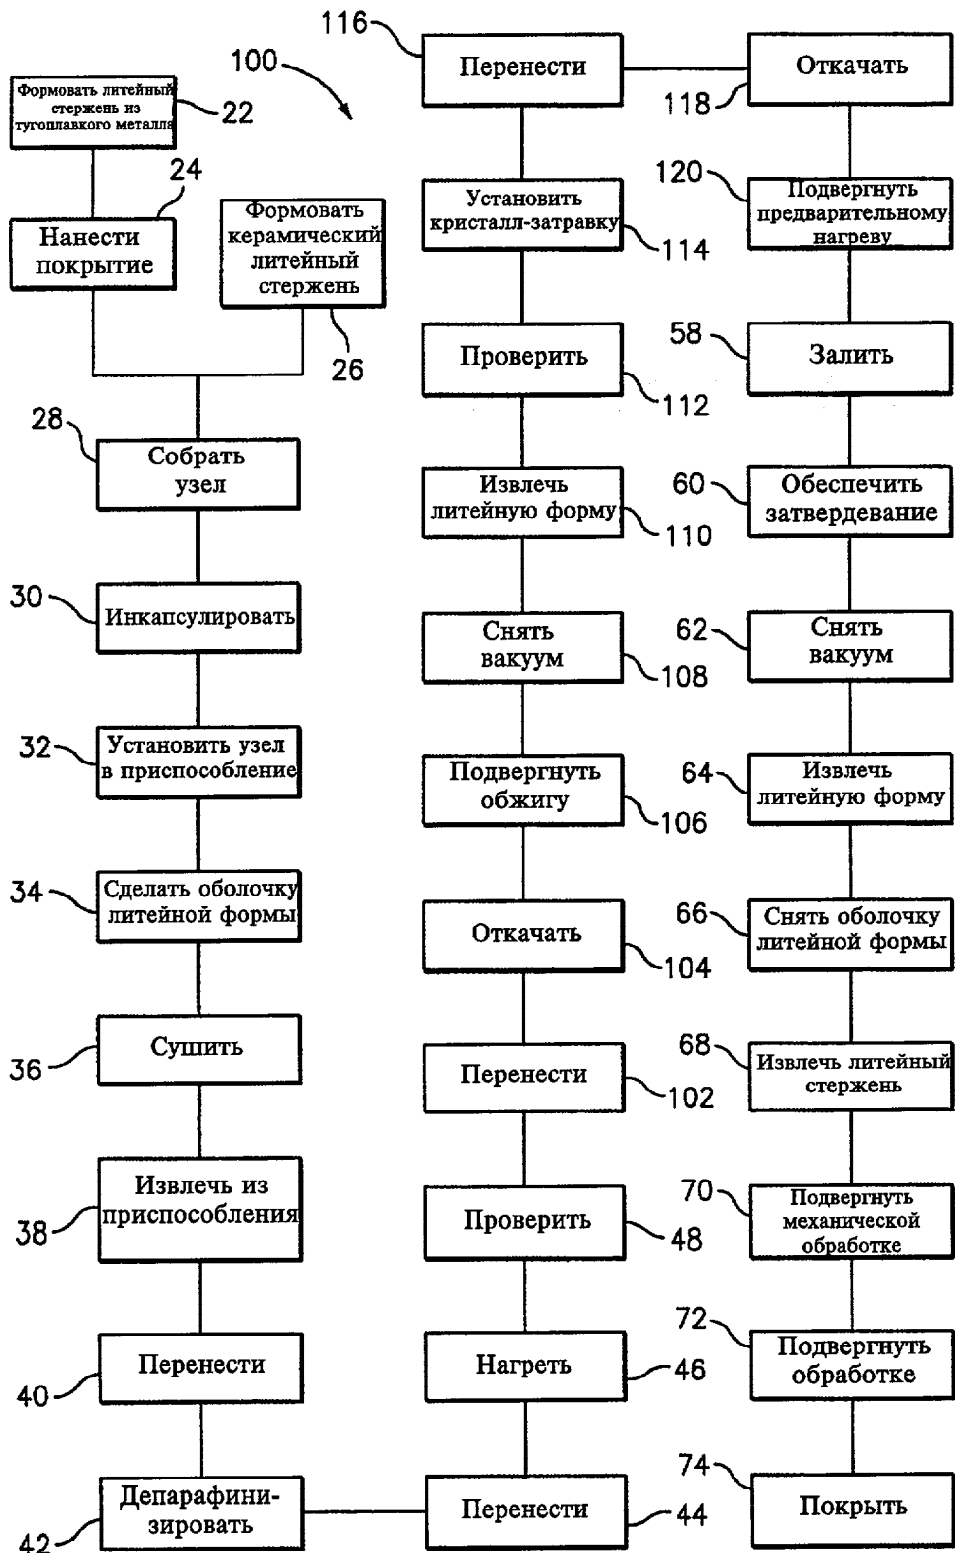 100
Формовать литейный
стержень из
тугоплавкого металла
22
24
Нанести
покрытие
Формовать
керамический
литейный
стержень
26
28
Собрать
узел
30
Инкапсулировать
32
Установить узел
в приспособление
34
Сделать оболочку
литейной формы
36
Сушить
38
Извлечь из
приспособления
40
Перенести
42
Депарафини-
зировать
116
Перенести
Установить
кристалл-затравку
114
Проверить
112
Извлечь
литейную форму
110
Снять
вакуум
108
Подвергнуть
обжигу
106
Откачать
104
Перенести
102
Проверить
48
Нагреть
46
Перенести
44
Откачать
118
120
Подвергнуть
предварительному
нагреву
58
Залить
60
Обеспечить
затвердевание
62
Снять
вакуум
64
Извлечь
литейную форму
66
Снять оболочку
литейной формы
68
Извлечь литейный
стержень
70
Подвергнуть
механической
обработке
72
Подвергнуть
обработке
74
Покрыть